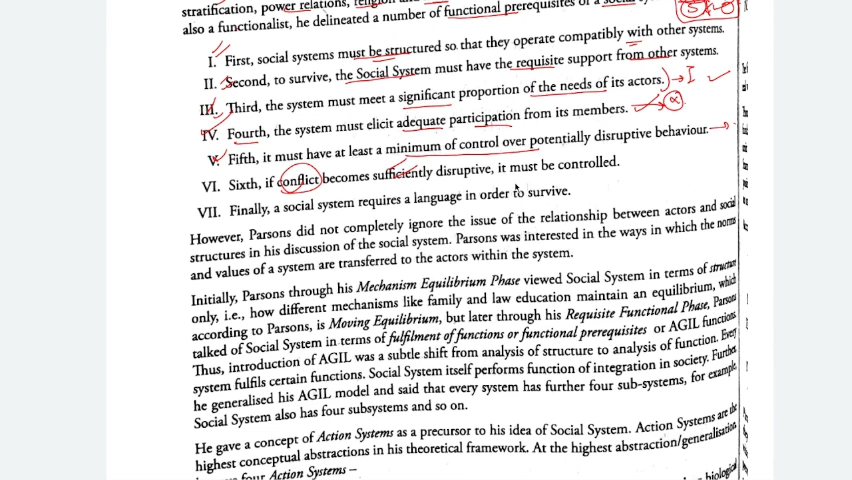 stratification, power relations, religion
also a functionalist, he delineated a number of functional prerequisites of a social
I. First, social systems must be structured so that they operate compatibly with other systems.
II. Second, to survive, the Social System must have the requisite support from other systems.
III. Third, the system must meet a significant proportion of the needs of its actors. → I
IV. Fourth, the system must elicit adequate participation from its members.
V. Fifth, it must have at least a minimum of control over potentially disruptive behaviour.
VI. Sixth, if conflict becomes sufficiently disruptive, it must be controlled.
VII. Finally, a social system requires a language in order to survive.
However, Parsons did not completely ignore the issue of the relationship between actors and social
structures in his discussion of the social system. Parsons was interested in the ways in which the norms
and values of a system are transferred to the actors within the system.
Initially, Parsons through his Mechanism Equilibrium Phase viewed Social System in terms of structure
only, i.e., how different mechanisms like family and law education maintain an equilibrium, which
according to Parsons, is Moving Equilibrium, but later through his Requisite Functional Phase, Parsons
talked of Social System in terms of fulfilment of functions or functional prerequisites or AGIL functions
Thus, introduction of AGIL was a subtle shift from analysis of structure to analysis of function. Every
system fulfils certain functions. Social System itself performs function of integration in society. Further,
he generalised his AGIL model and said that every system has further four sub-systems, for example,
Social System also has four subsystems and so on.
He gave a concept of Action Systems as a precursor to his idea of Social System. Action Systems are the
highest conceptual abstractions in his theoretical framework. At the highest abstraction/generalisation
four Action Systems –
biological